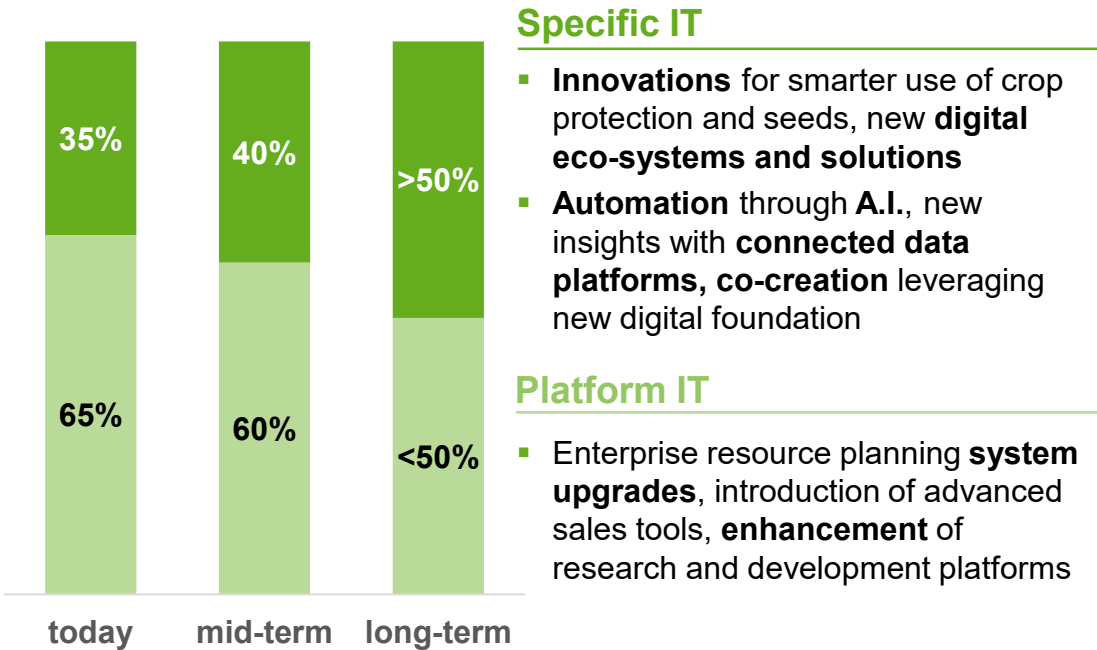 Specific IT
▪ Innovations for smarter use of crop
protection and seeds, new digital
eco-systems and solutions
▪ Automation through A.I., new
insights with connected data
platforms, co-creation leveraging
new digital foundation
Platform IT
▪ Enterprise resource planning system
upgrades, introduction of advanced
sales tools, enhancement of
research and development platforms
35%
40%
>50%
65%
60%
<50%
today
mid-term
long-term